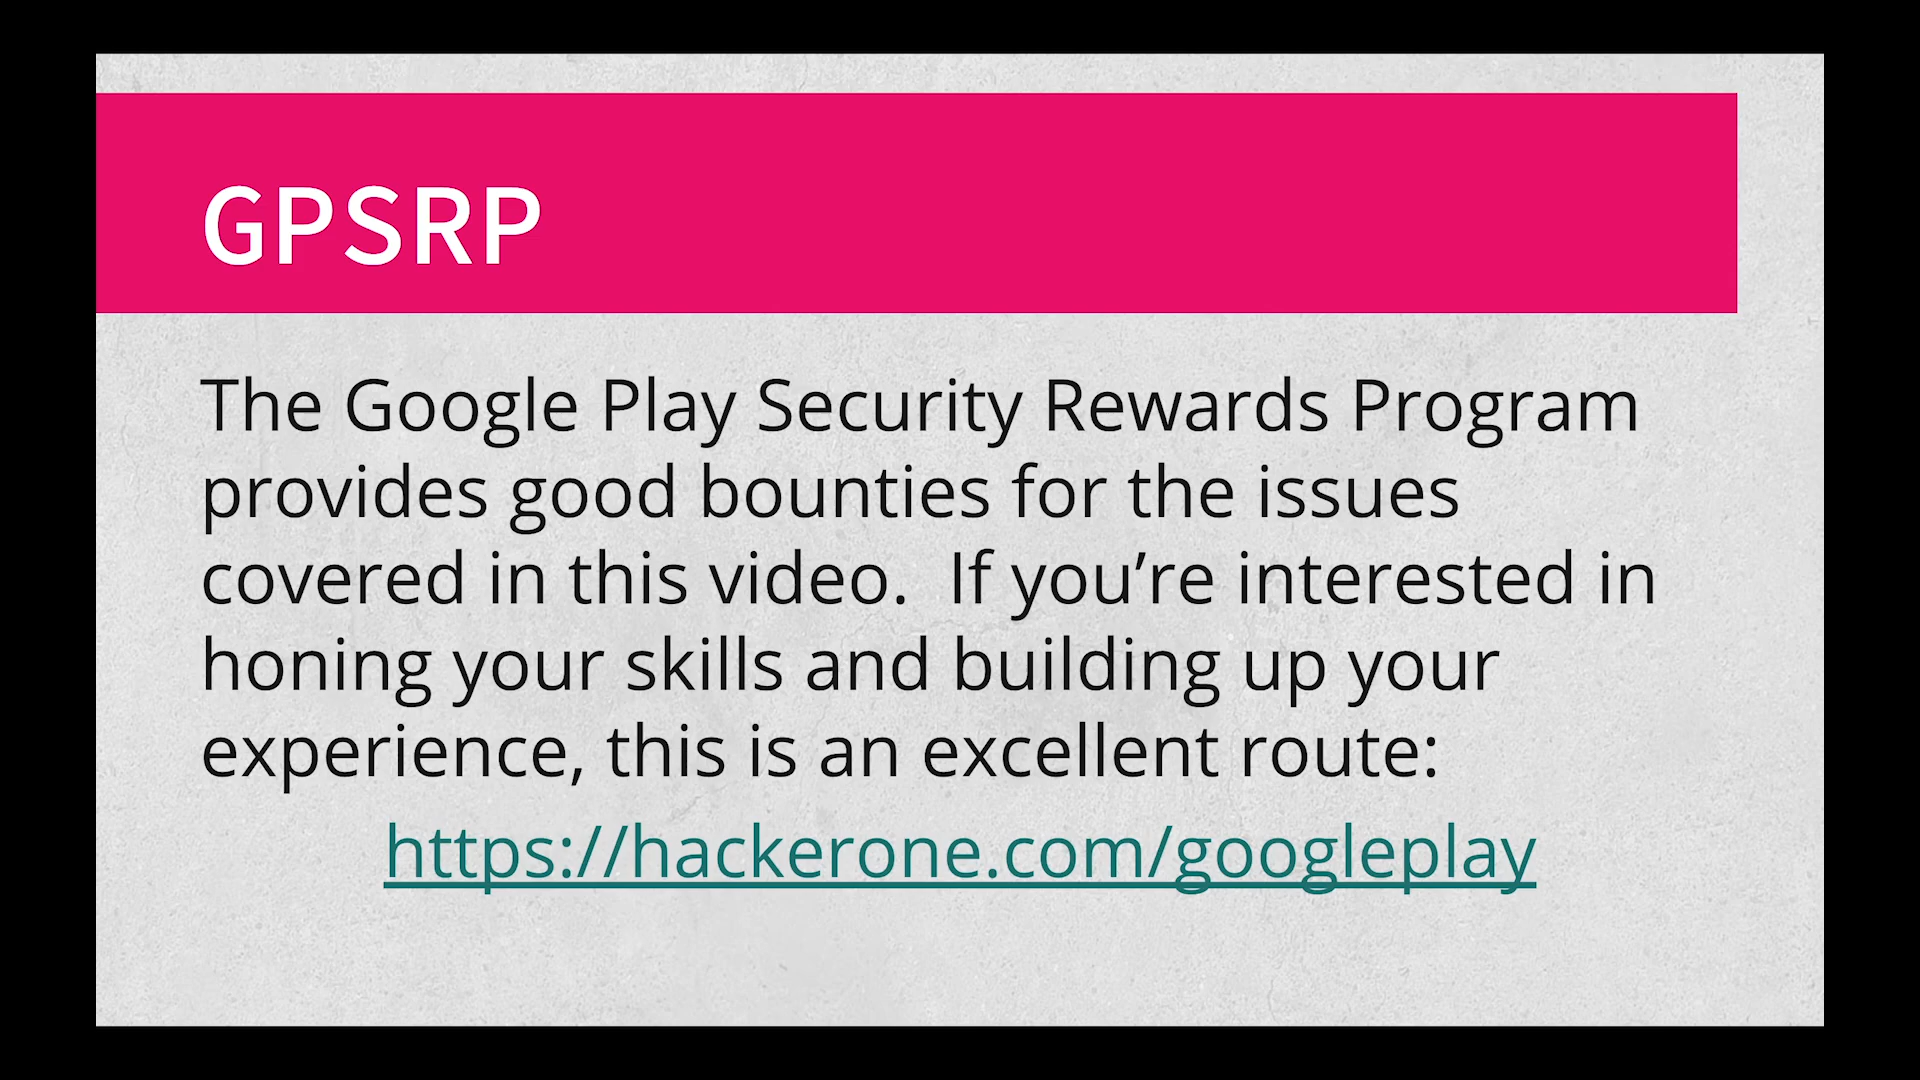 GPSRP
The Google Play Security Rewards Program
provides good bounties for the issues
covered in this video.  If you’re interested in
honing your skills and building up your
experience, this is an excellent route:
https://hackerone.com/googleplay